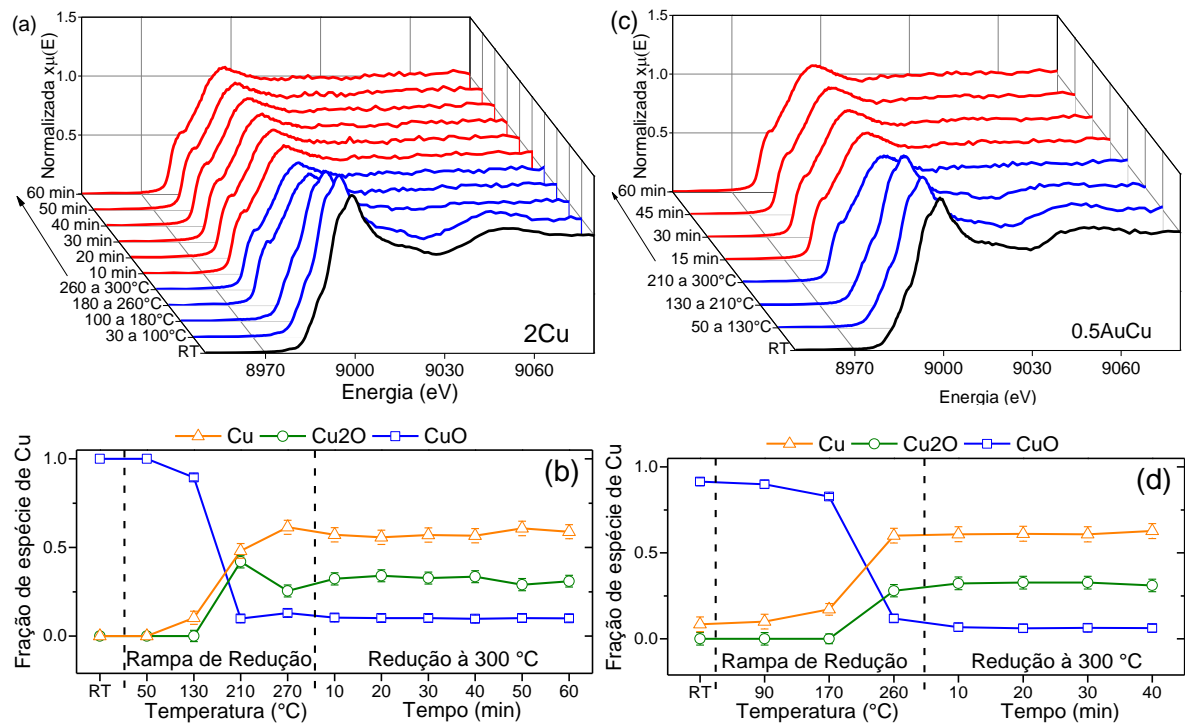 (a)
Normalizada xμ(E)
1.5
1.0
0.5
60 min
50 min
40 min
30 min
20 min
10 min
260 a 300°C
180 a 260°C
100 a 180°C
30 a 100°C
RT
2Cu
8970 9000 9030 9060
Energia (eV)
(c)
Normalizada xμ(E)
1.5
1.0
0.5
60 min
45 min
30 min
15 min
210 a 300°C
130 a 210°C
50 a 130°C
RT
0.5AuCu
8970 9000 9030 9060
Energia (eV)
Cu Cu2O CuO
(b)
Fração de espécie de Cu
1.0
0.5
0.0
Rampa de Redução Redução à 300 °C
RT 50 130 210 270 10 20 30 40 50 60
Temperatura (°C) Tempo (min)
Cu Cu2O CuO
(d)
Fração de espécie de Cu
1.0
0.5
0.0
Rampa de Redução Redução à 300 °C
RT 90 170 260 10 20 30 40
Temperatura (°C) Tempo (min)